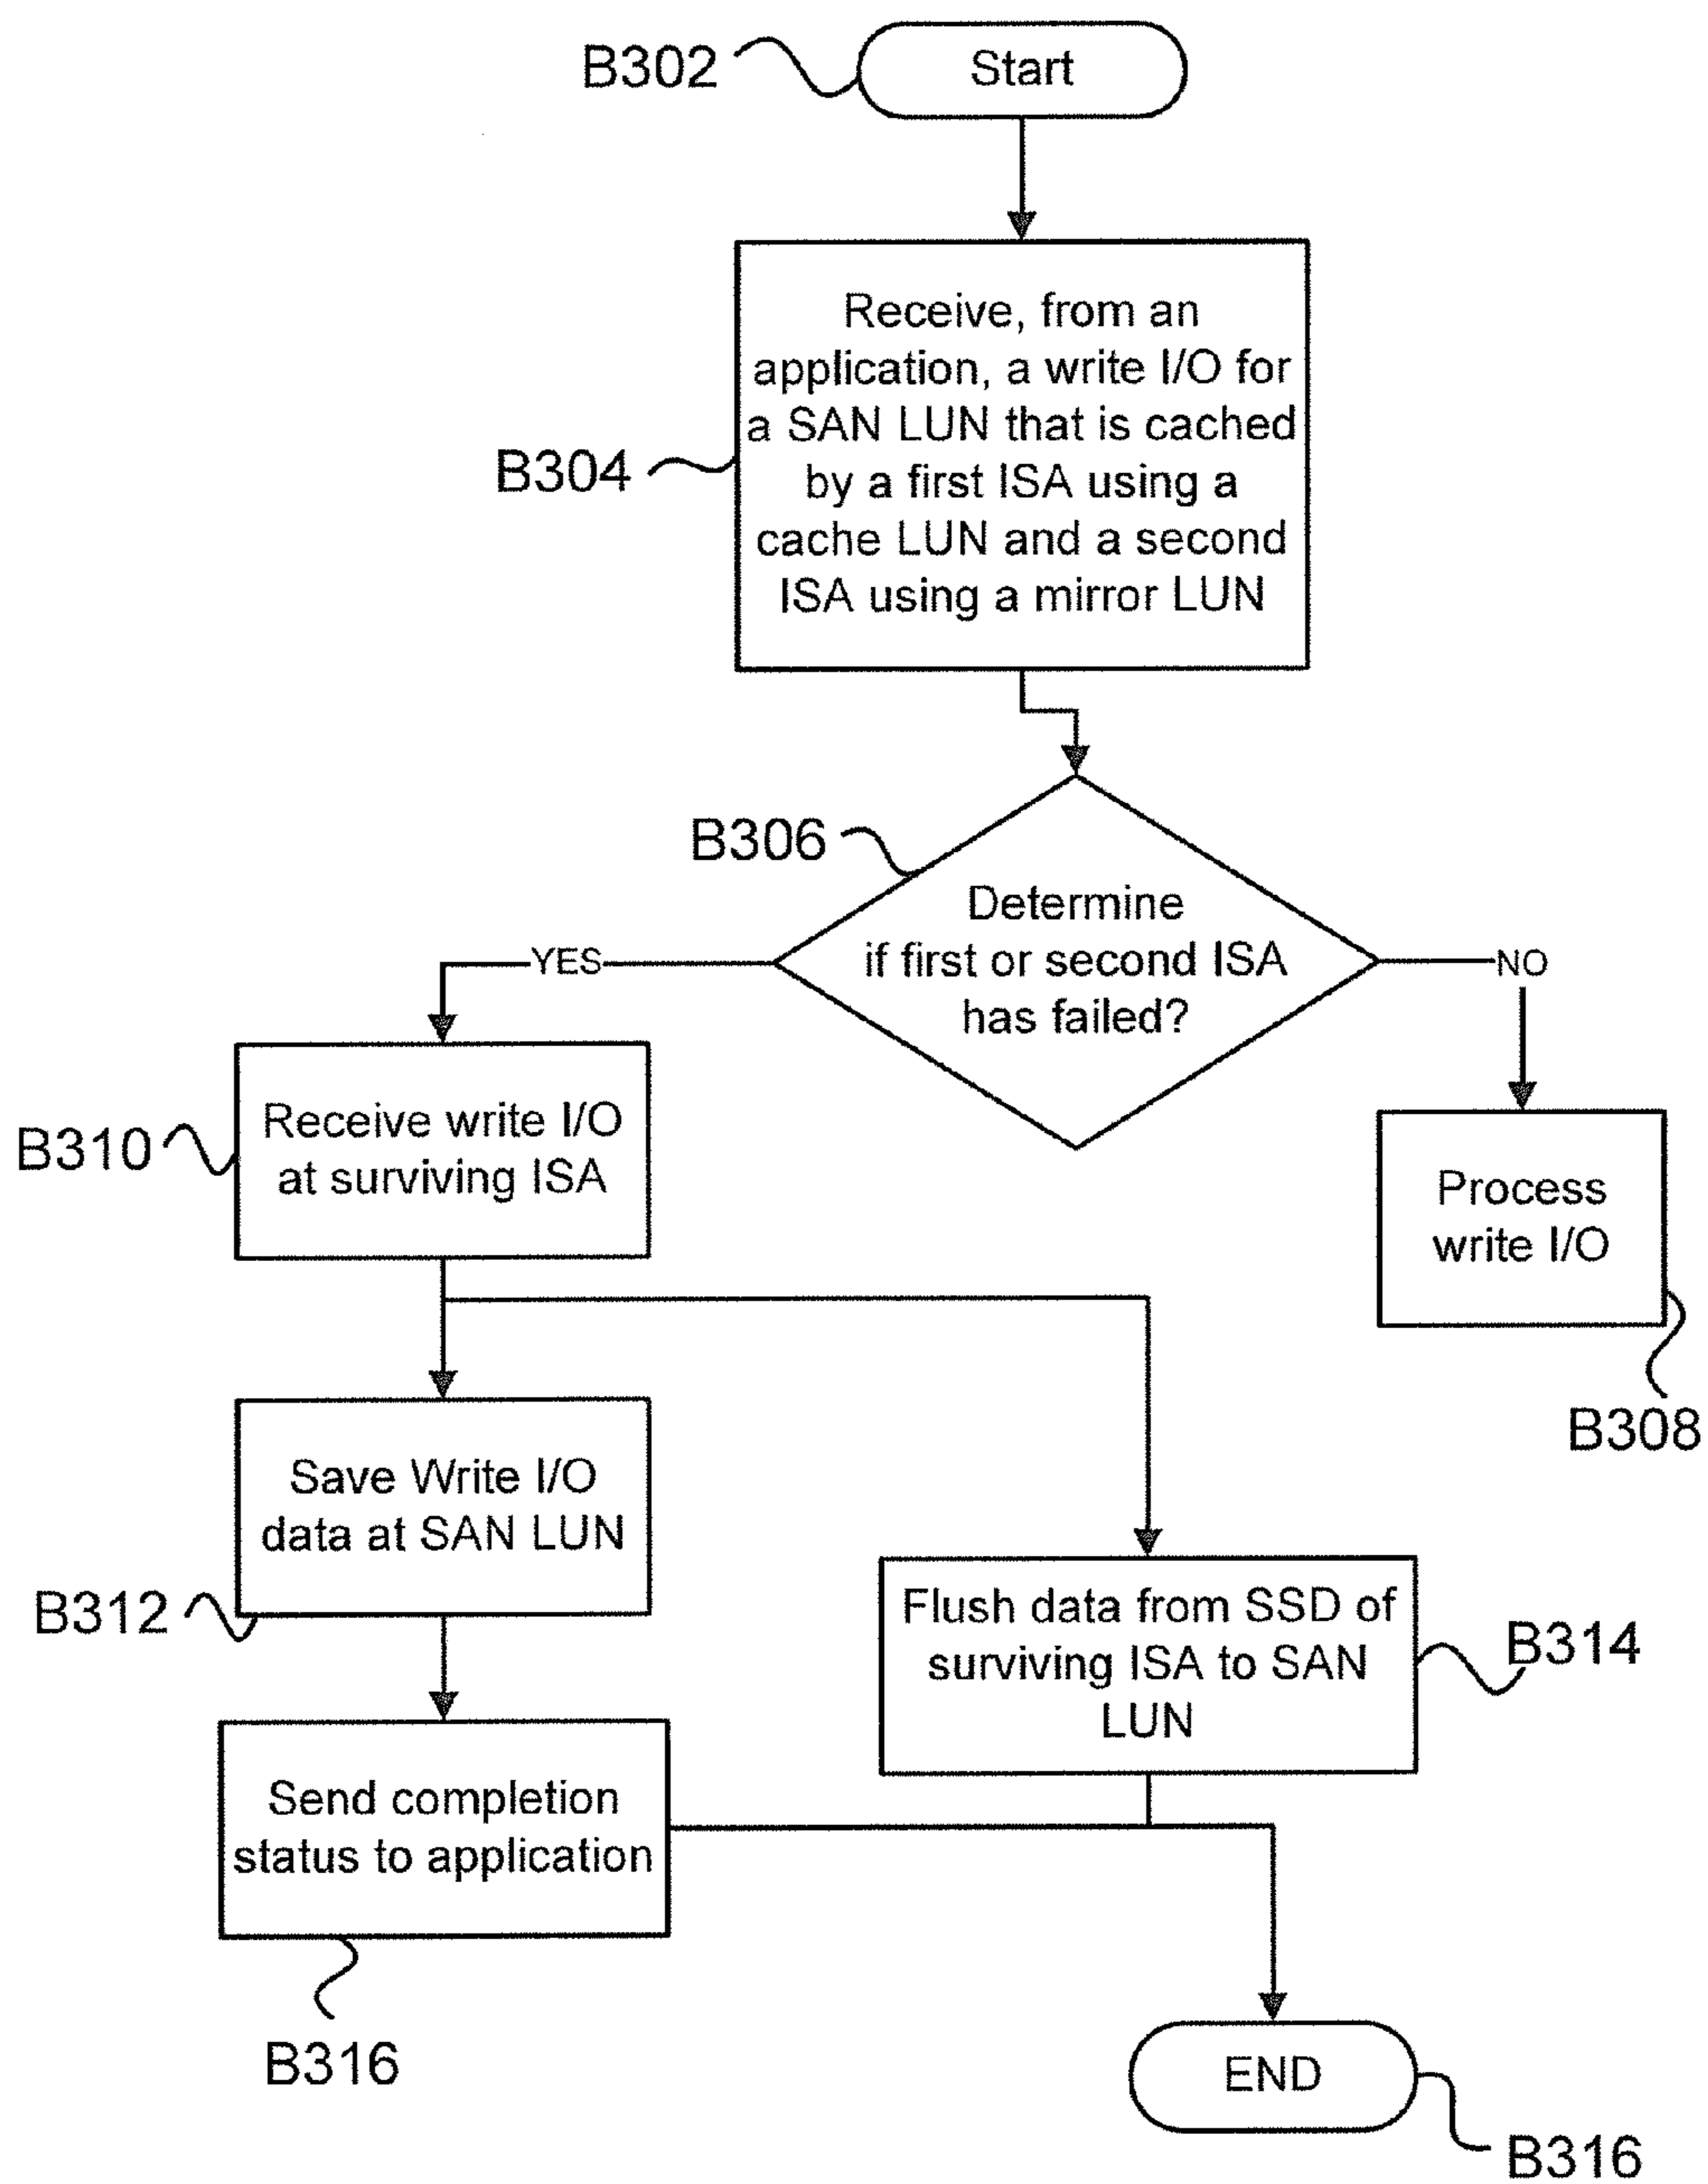 B302
Start
Receive, from an
application, a write I/O for
a SAN LUN that is cached
by a first ISA using a
cache LUN and a second
ISA using a mirror LUN
B304
B306
Determine
if first or second ISA
has failed?
YES
NO
Receive write I/O
at surviving ISA
B310
Process
write I/O
B308
Save Write I/O
data at SAN LUN
B312
Flush data from SSD of
surviving ISA to SAN
LUN
B314
Send completion
status to application
B316
END
B316